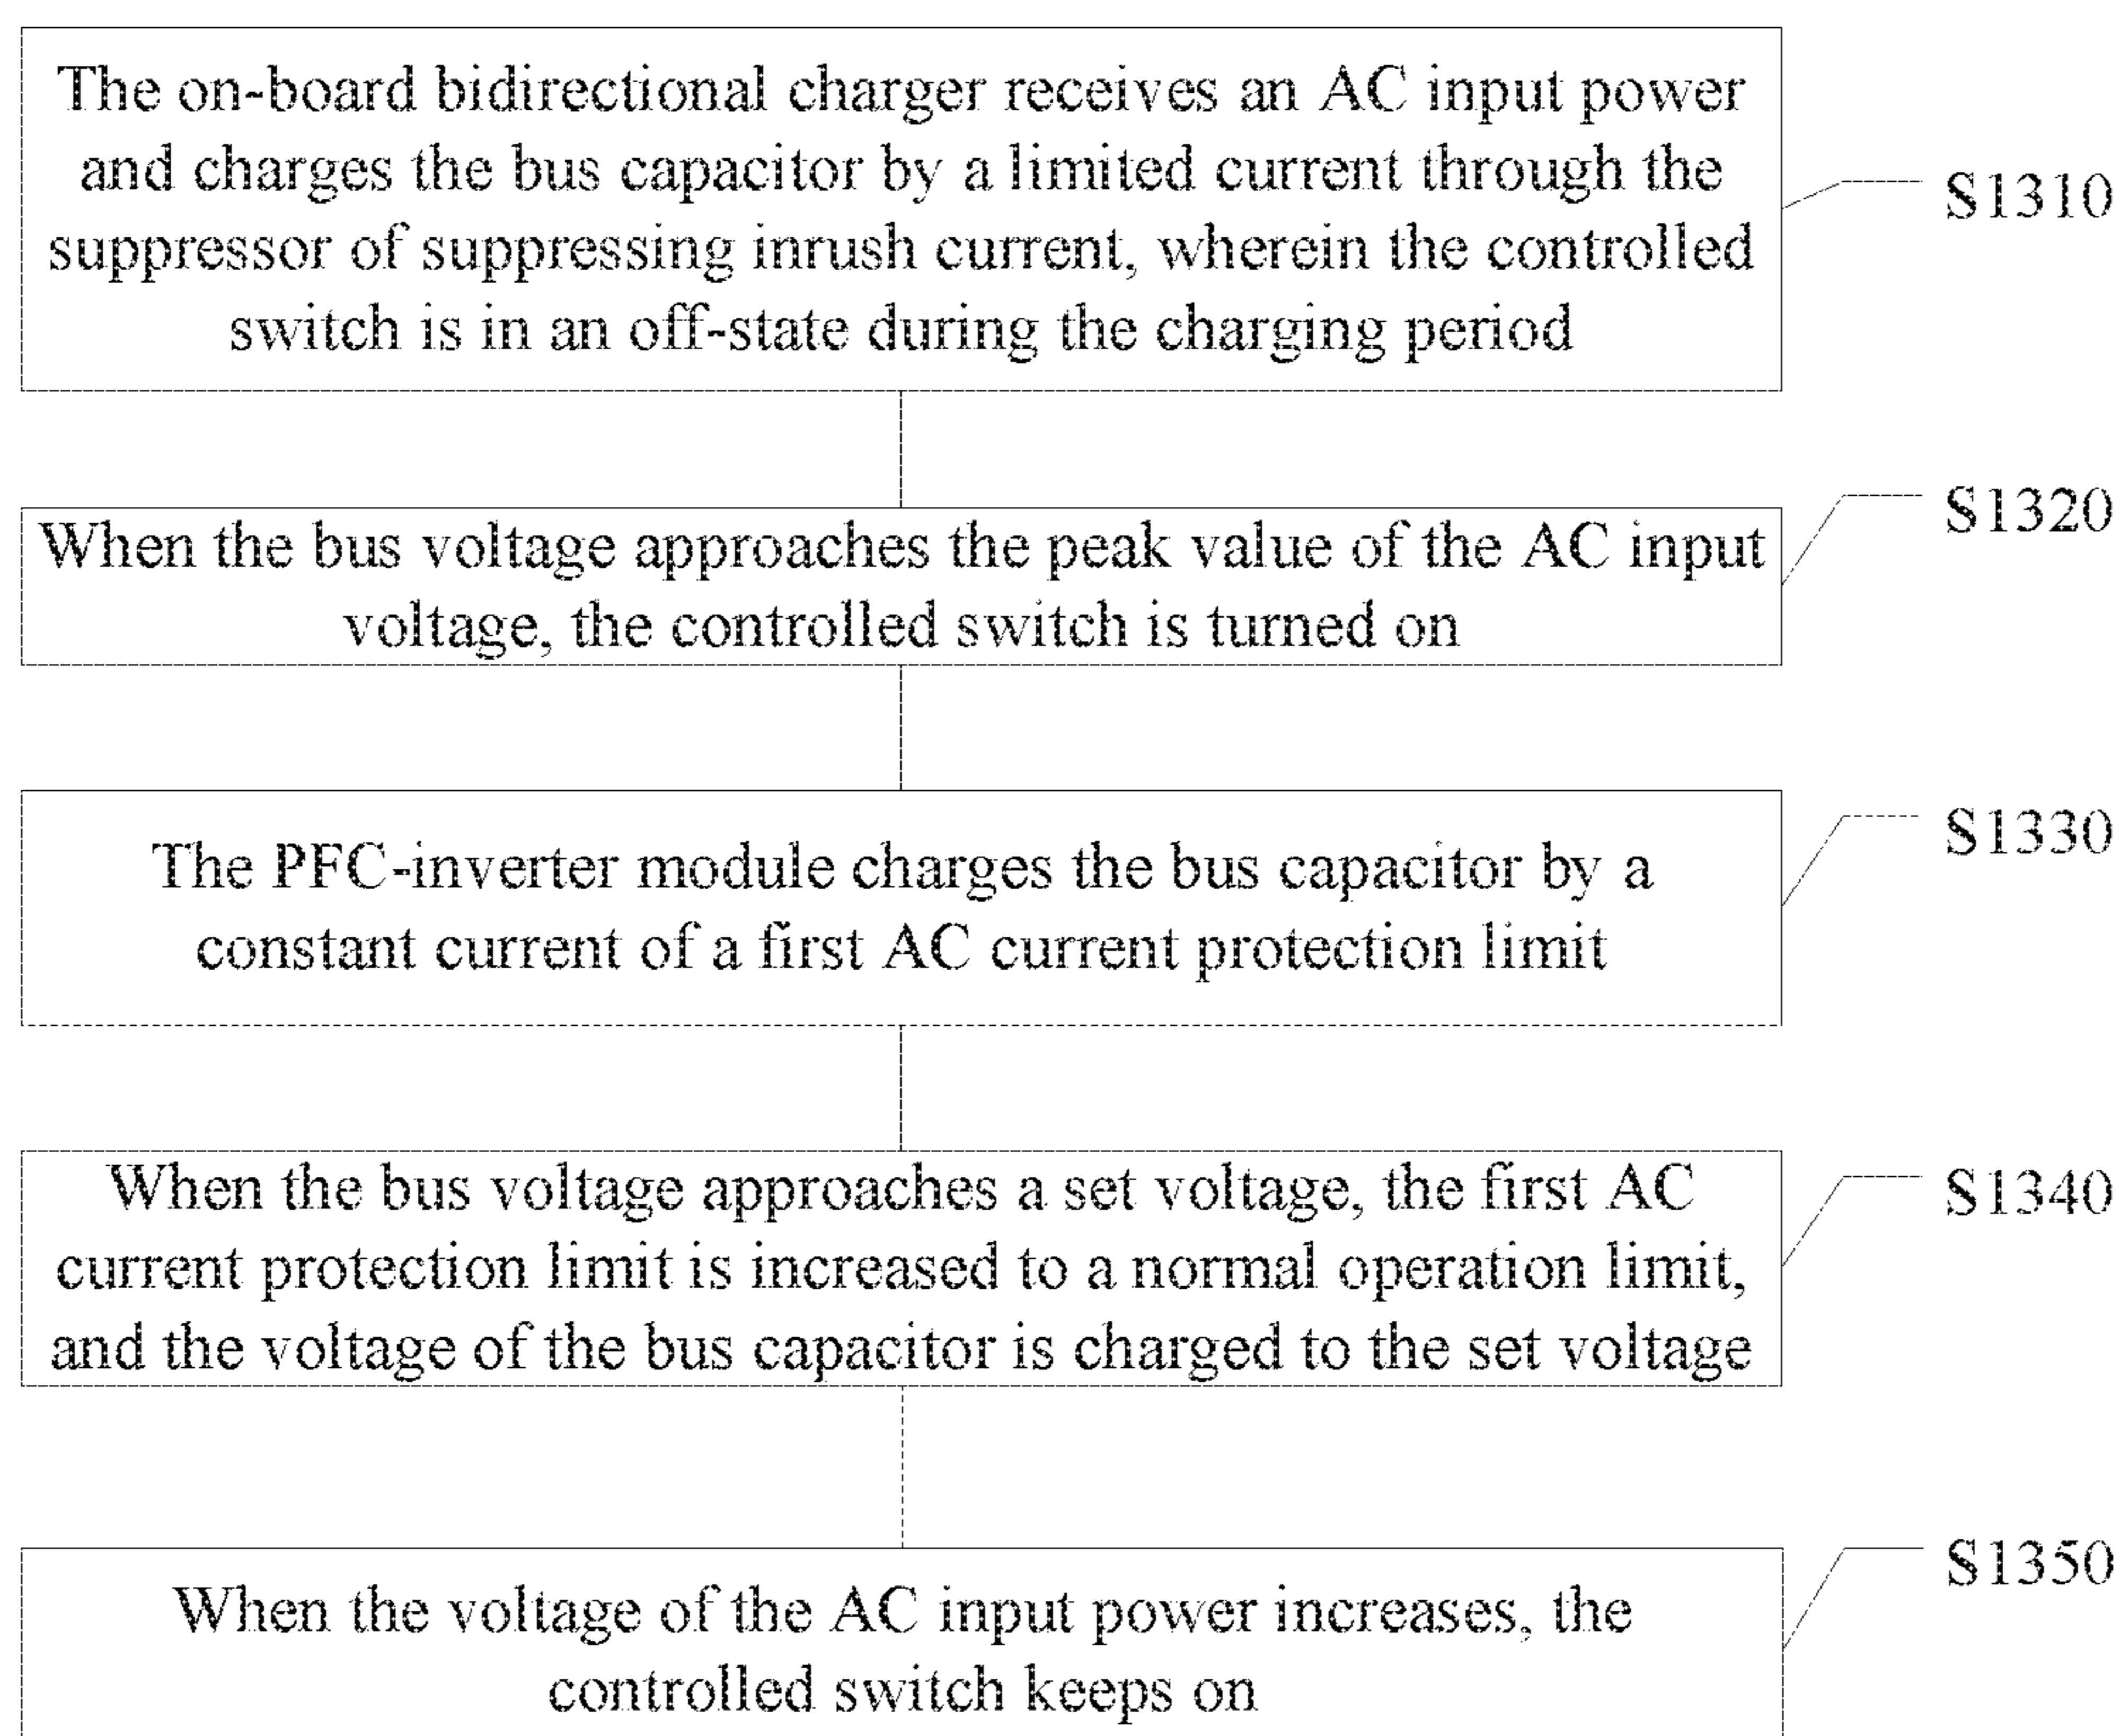 The on-board bidirectional charger receives an AC input power
and charges the bus capacitor by a limited current through the
suppressor of suppressing inrush current, wherein the controlled
switch is in an off-state during the charging period
S1310
When the bus voltage approaches the peak value of the AC input
voltage, the controlled switch is turned on
S1320
The PFC-inverter module charges the bus capacitor by a
constant current of a first AC current protection limit
S1330
When the bus voltage approaches a set voltage, the first AC
current protection limit is increased to a normal operation limit,
and the voltage of the bus capacitor is charged to the set voltage
S1340
When the voltage of the AC input power increases, the
controlled switch keeps on
S1350